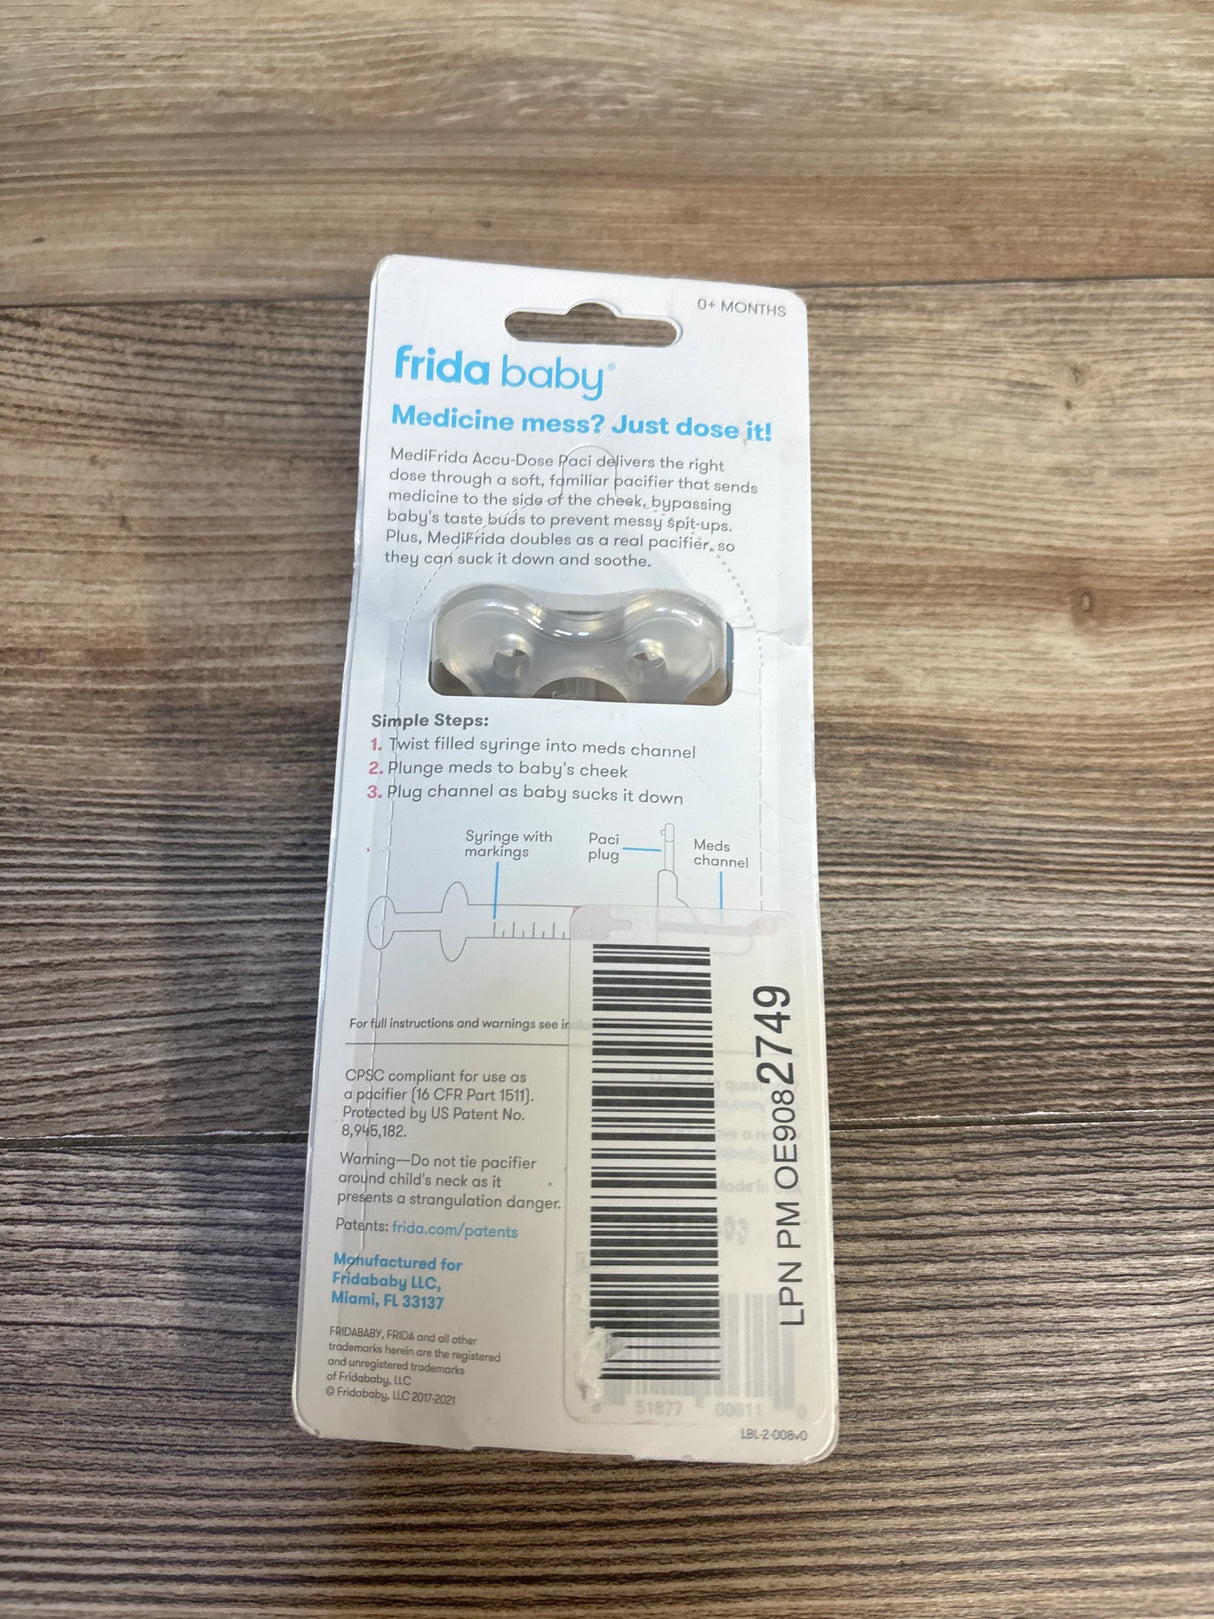 0+ MONTHS
frida baby®
Medicine mess? Just dose it!
MediFrida Accu-Dose Paci delivers the right
dose through a soft, familiar pacifier that sends
medicine to the side of the cheek, bypassing
baby's taste buds to prevent messy spit-ups.
Plus, MediFrida doubles as a real pacifier, so
they can suck it down and soothe.
Simple Steps:
1. Twist filled syringe into meds channel
2. Plunge meds to baby's cheek
3. Plug channel as baby sucks it down
Syringe with
markings
Paci
plug
Meds
channel
For full instructions and warnings see
CPSC compliant for use as
a pacifier (16 CFR Part 1511).
Protected by US Patent No.
8,945,182.
Warning—Do not tie pacifier
around child's neck as it
presents a strangulation danger.
Patents: frida.com/patents
Manufactured for
Fridababy LLC,
Miami, FL 33137
FRIDABABY, FRIDA and all other
trademarks herein are the registered
and unregistered trademarks
of Fridababy, LLC
© Fridababy, LLC 2017-2021
LPN PM OE9082749
Made in
51877 00611 0
LBL-2-008v0